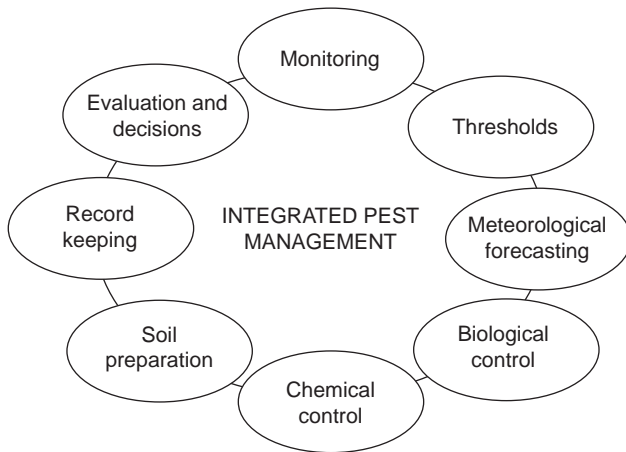 Monitoring
Evaluation and
decisions
Thresholds
Record
keeping
INTEGRATED PEST
MANAGEMENT
Meteorological
forecasting
Soil
preparation
Biological
control
Chemical
control